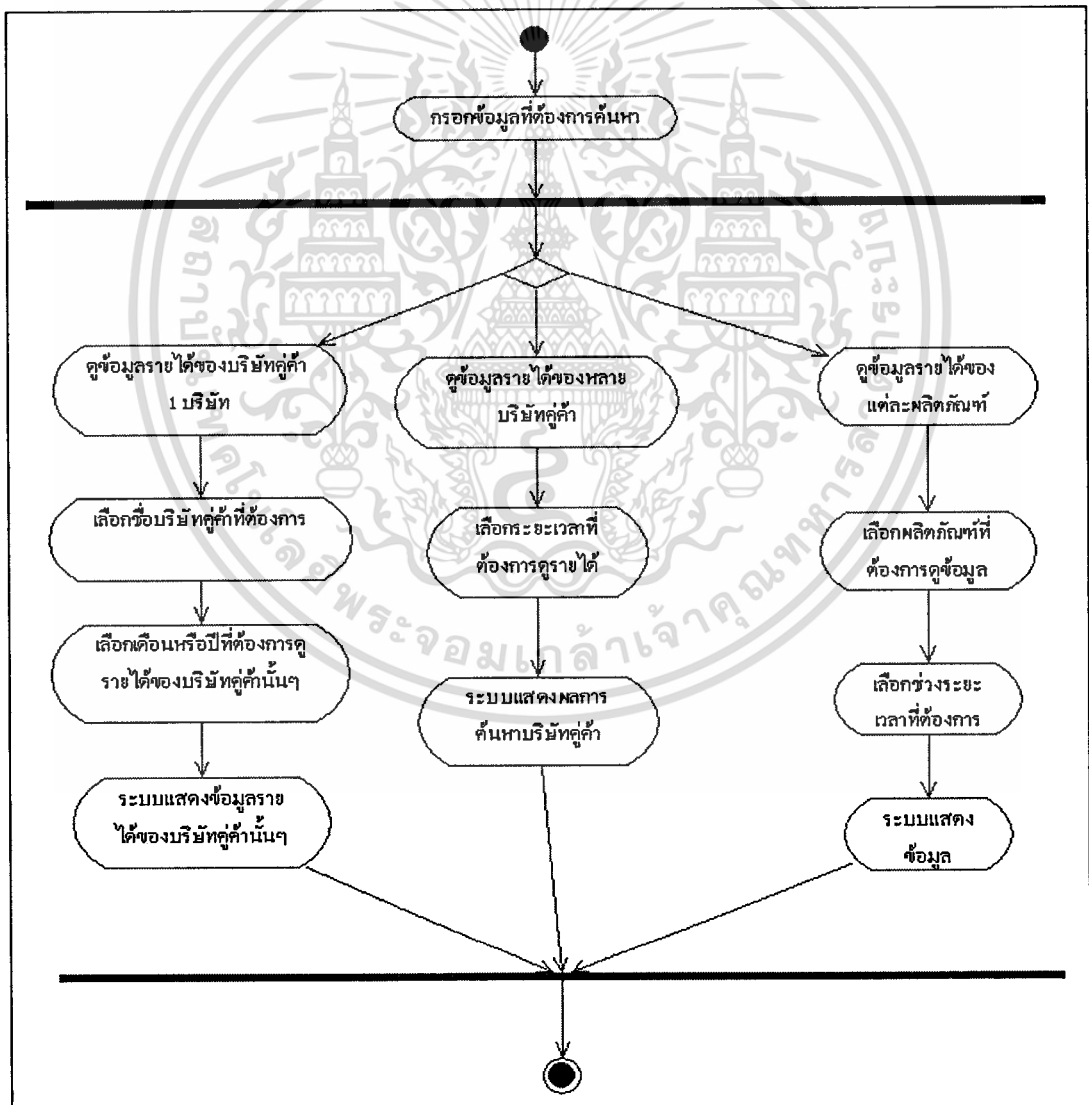 กรอกข้อมูลที่ต้องการค้นหา
ดูข้อมูลรายได้ของบริษัทคู่ค้า
1 บริษัท
เลือกชื่อบริษัทคู่ค้าที่ต้องการ
เลือกเดือนหรือปีที่ต้องการดู
รายได้ของบริษัทคู่ค้านั้นๆ
ระบบแสดงข้อมูลราย
ได้ของบริษัทคู่ค้านั้นๆ
ดูข้อมูลรายได้ของหลาย
บริษัทคู่ค้า
เลือกระยะเวลาที่
ต้องการดูรายได้
ระบบแสดงผลการ
ค้นหาบริษัทคู่ค้า
ดูข้อมูลรายได้ของ
แต่ละผลิตภัณฑ์
เลือกผลิตภัณฑ์ที่
ต้องการดูข้อมูล
เลือกช่วงระยะ
เวลาที่ต้องการ
ระบบแสดง
ข้อมูล